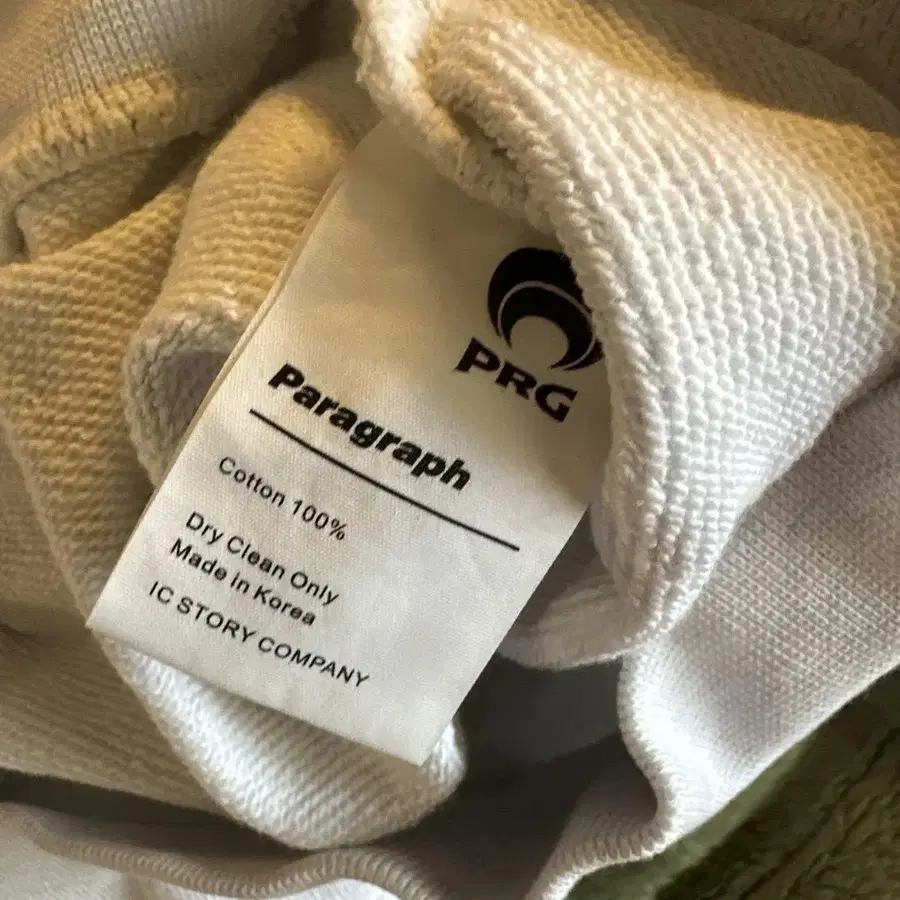 PRG
Paragraph
Cotton 100%
Dry Clean Only
Made in Korea
IC STORY COMPANY